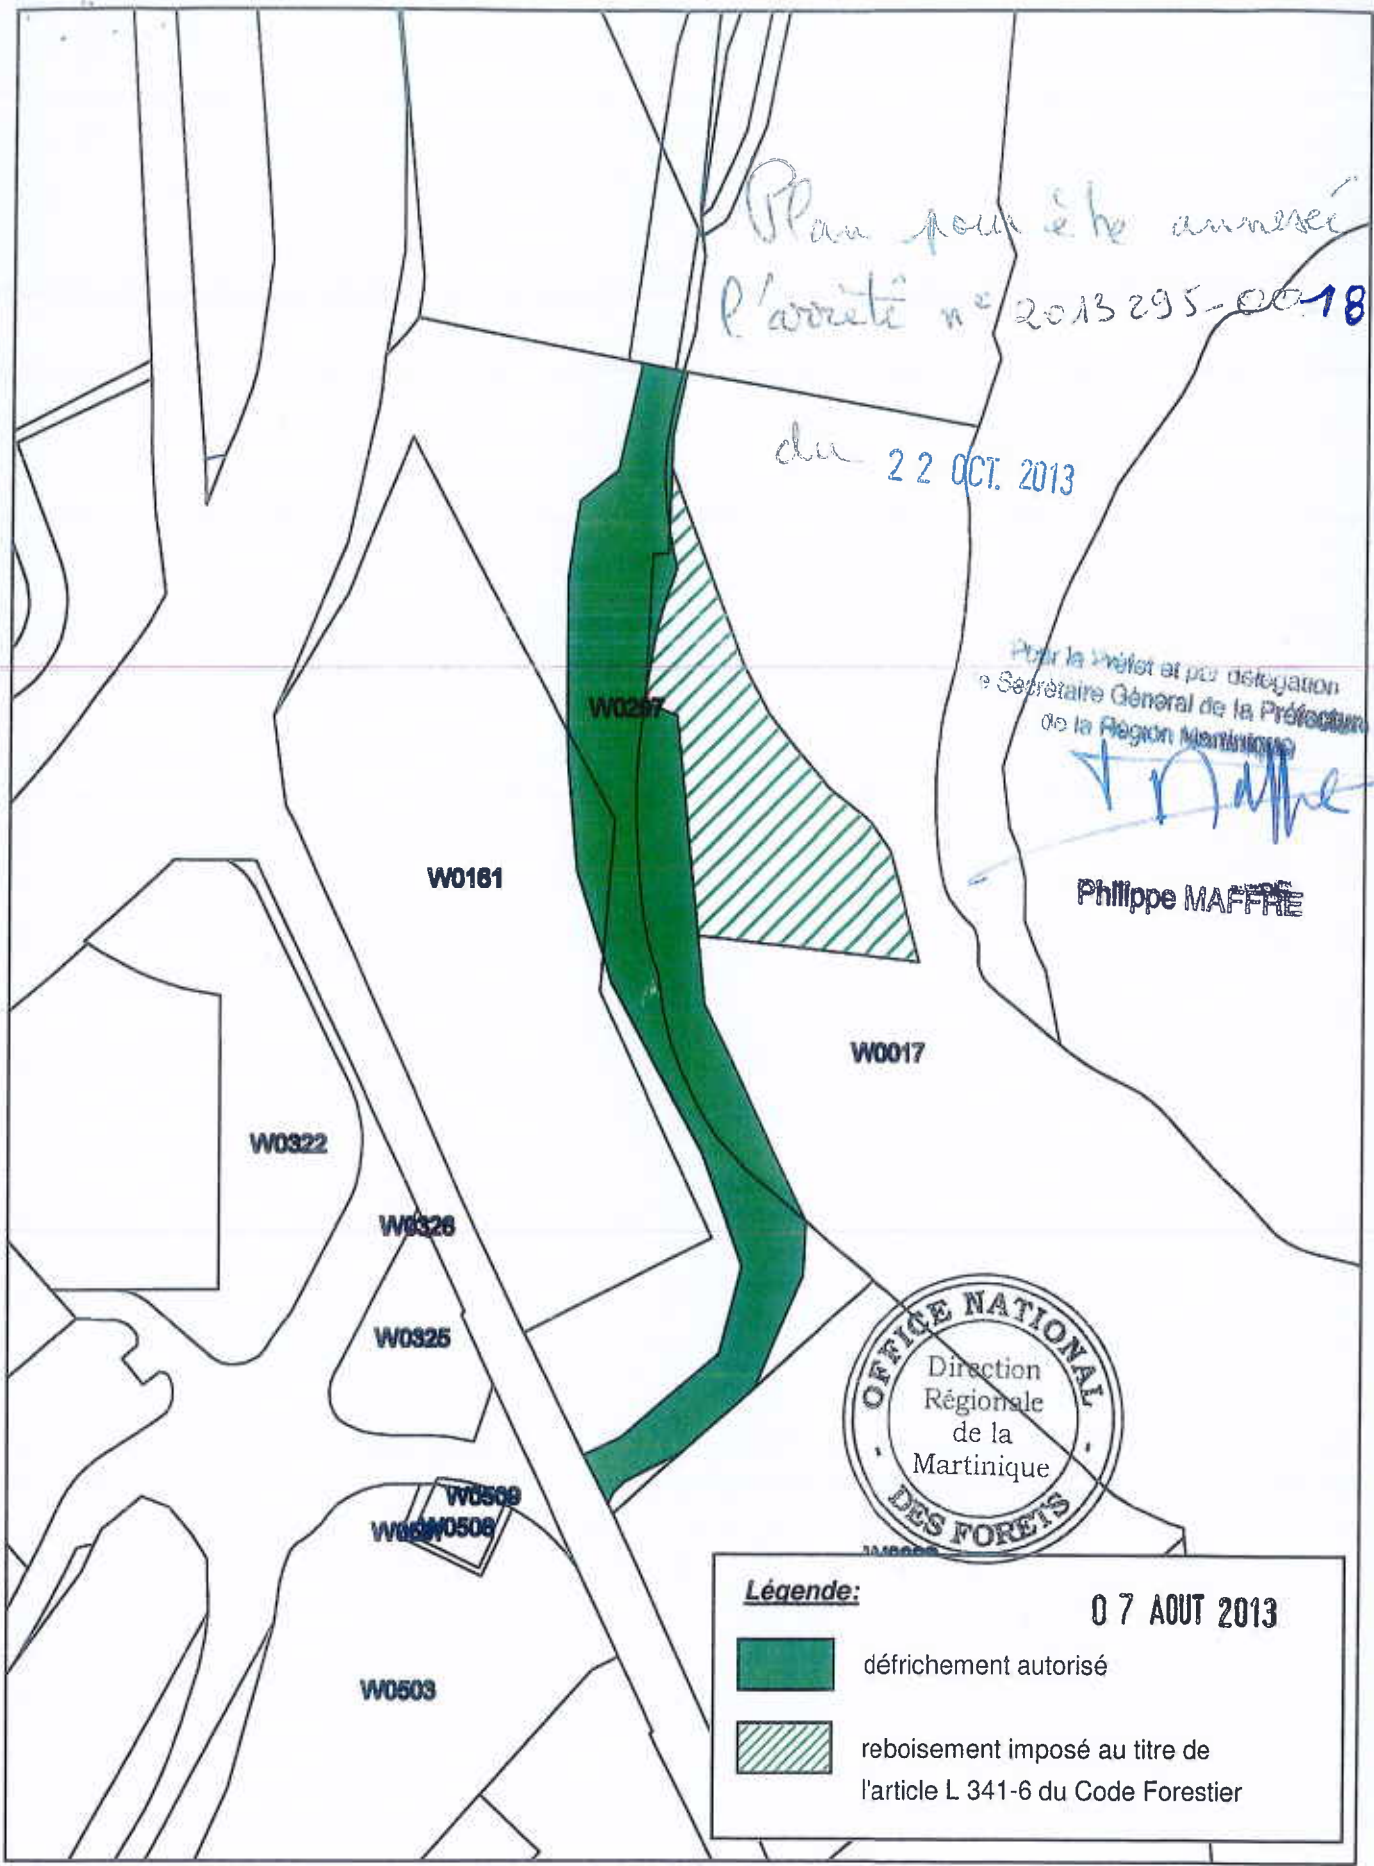 Plan pour être annexé
l'arrêté n° 2013295-0018
du 22 OCT. 2013
Pour le Préfet et par délégation
e Secrétaire Général de la Préfecture
de la Région Martinique
Philippe MAFFRE
W0297
W0161
W0017
W0322
W0326
W0325
W0509
W0508
W0503
OFFICE NATIONAL
Direction
Régionale
de la
Martinique
DES FORETS
Légende:
07 AOUT 2013
défrichement autorisé
reboisement imposé au titre de
l'article L 341-6 du Code Forestier